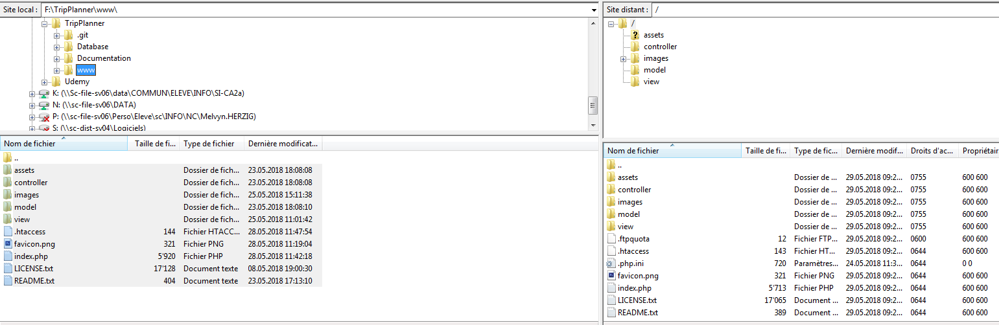 Site local : F:\TripPlanner\www\
TripPlanner
.git
Database
Documentation
www
Udemy
K: (\\Sc-file-sv06\data\COMMUN\ELEVE\INFO\SI-CA2a)
N: (\\Sc-file-sv06\DATA)
P: (\\sc-file-sv06\Perso\Eleve\sc\INFO\NC\Melvyn.HERZIG)
S: (\\sc-dist-sv04\Logiciels)
Nom de fichier Taille de fi... Type de fichier Dernière modificat...
..
assets Dossier de fich... 23.05.2018 18:08:08
controller Dossier de fich... 23.05.2018 18:08:08
images Dossier de fich... 25.05.2018 15:11:38
model Dossier de fich... 23.05.2018 18:08:10
view Dossier de fich... 25.05.2018 11:01:42
.htaccess 144 Fichier HTACC... 28.05.2018 11:47:54
favicon.png 321 Fichier PNG 28.05.2018 11:19:04
index.php 5'920 Fichier PHP 28.05.2018 11:42:18
LICENSE.txt 17'128 Document texte 08.05.2018 19:00:30
README.txt 404 Document texte 23.05.2018 17:13:10
Site distant : /
/
assets
controller
images
model
view
Nom de fichier Taille de fi... Type de fic... Dernière modif... Droits d'ac... Propriétair
..
assets Dossier de ... 29.05.2018 09:2... 0755 600 600
controller Dossier de ... 29.05.2018 09:2... 0755 600 600
images Dossier de ... 29.05.2018 09:2... 0755 600 600
model Dossier de ... 29.05.2018 09:2... 0755 600 600
view Dossier de ... 29.05.2018 09:2... 0755 600 600
.ftpquota 12 Fichier FTP... 29.05.2018 09:2... 0600 600 600
.htaccess 143 Fichier HT... 29.05.2018 09:2... 0644 600 600
.php.ini 720 Paramètres... 24.05.2018 11:3... 0644 0 0
favicon.png 321 Fichier PNG 29.05.2018 09:2... 0644 600 600
index.php 5'713 Fichier PHP 29.05.2018 09:2... 0644 600 600
LICENSE.txt 17'065 Document ... 29.05.2018 09:2... 0644 600 600
README.txt 389 Document ... 29.05.2018 09:2... 0644 600 600